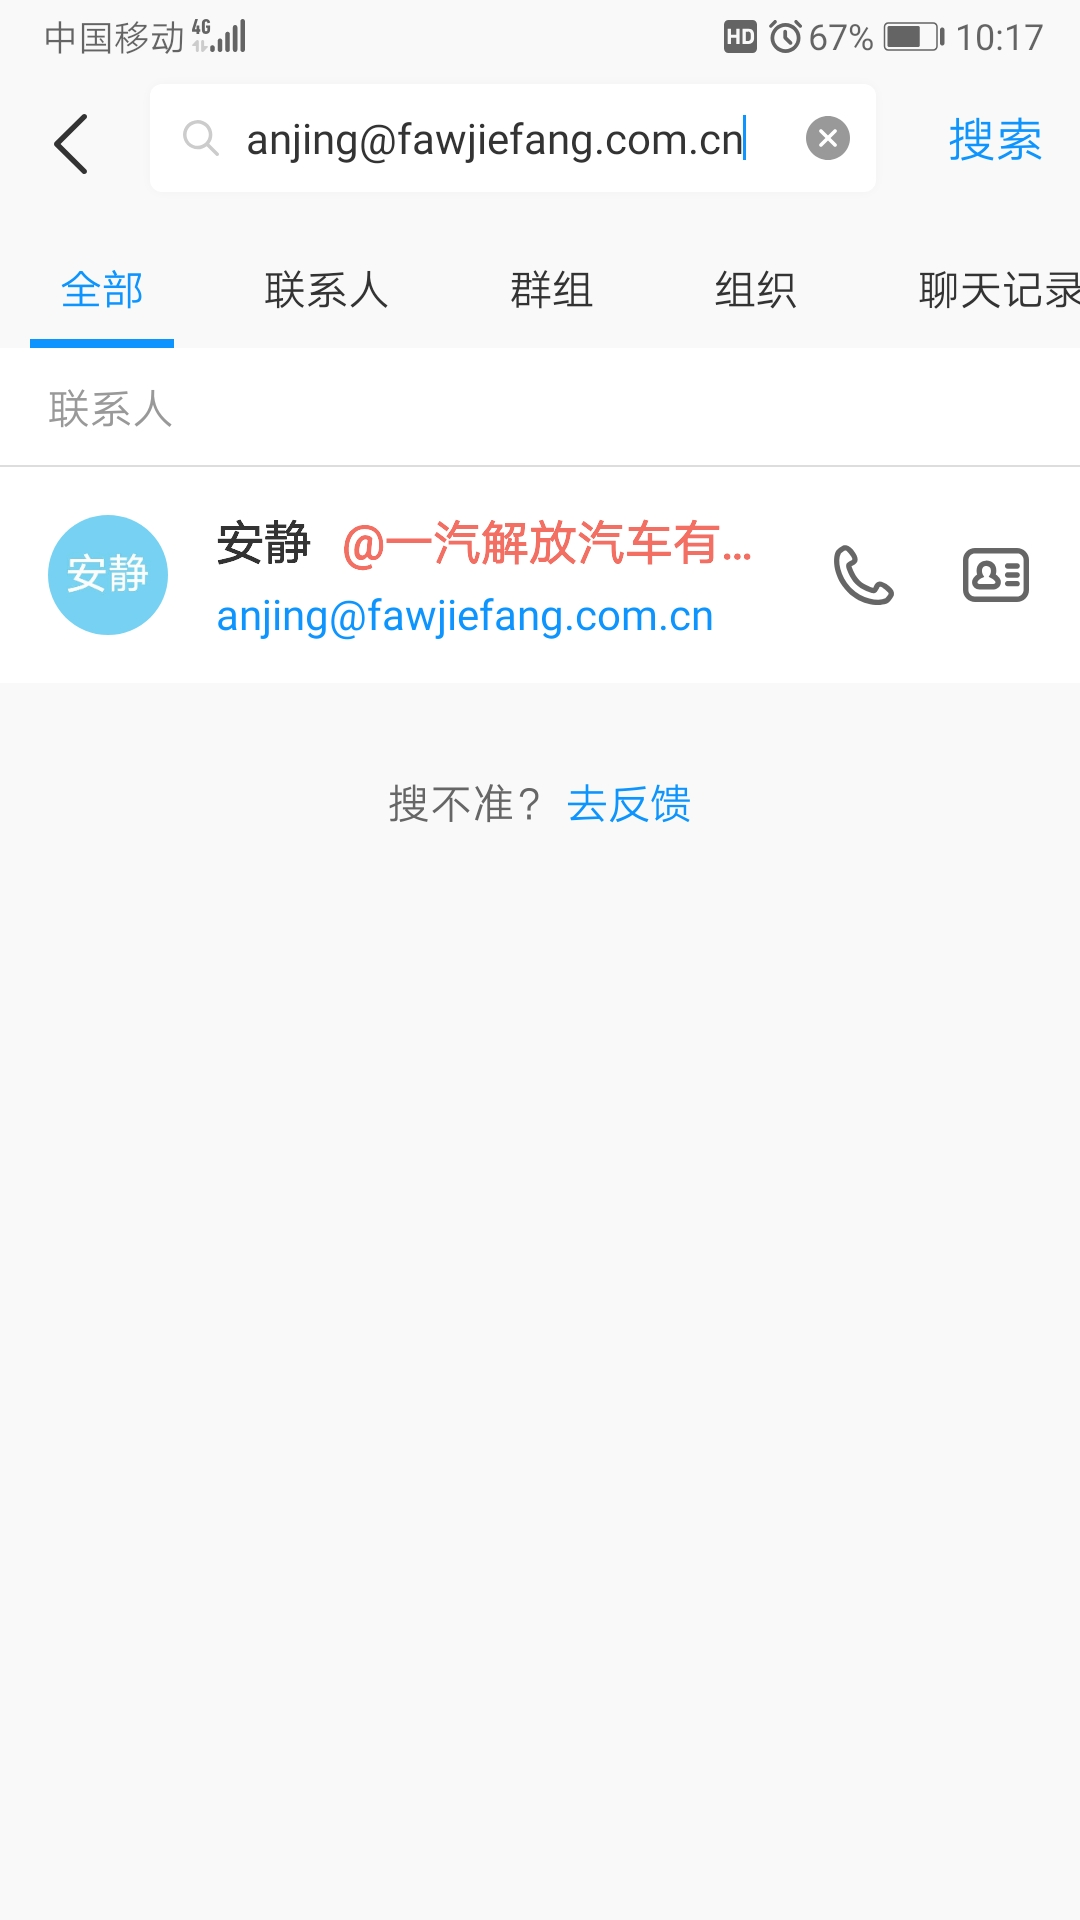 中国移动 4G HD 67% 10:17
anjing@fawjiefang.com.cn 搜索
全部 联系人 群组 组织 聊天记录
联系人
安静 安静 @一汽解放汽车有...
anjing@fawjiefang.com.cn
搜不准? 去反馈